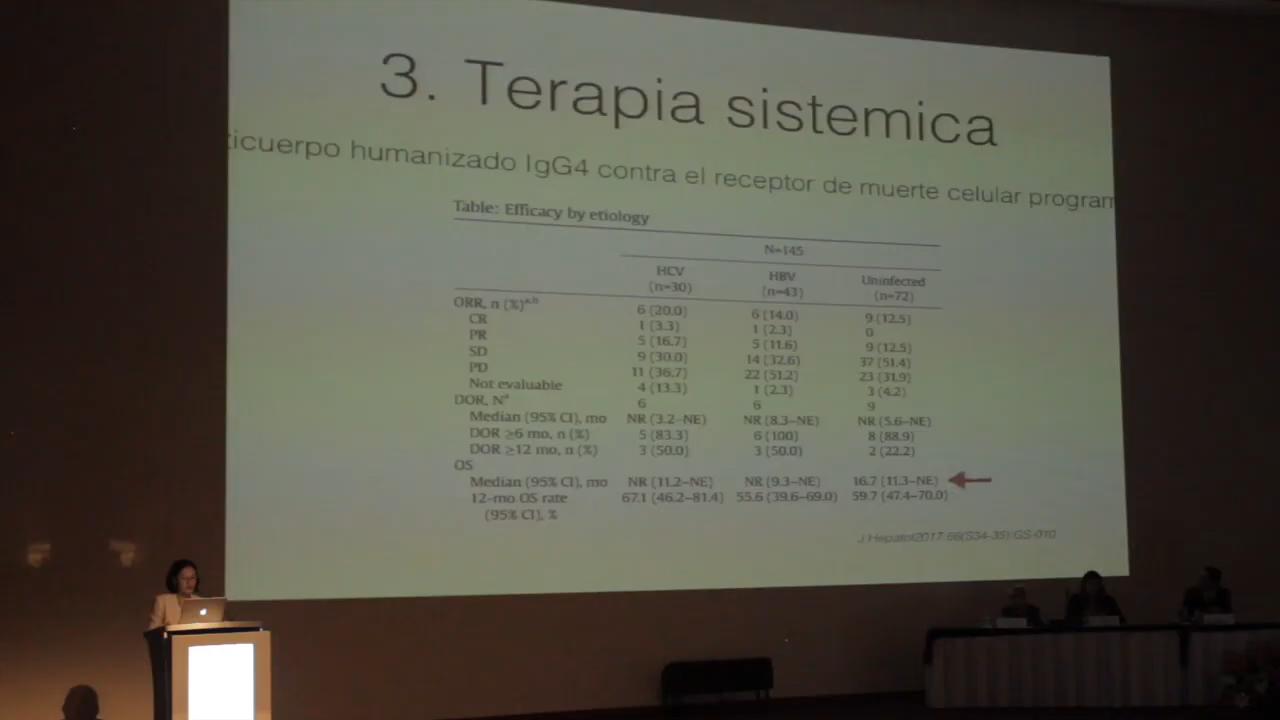 3. Terapia sistemica
ticuerpo humanizado IgG4 contra el receptor de muerte celular program
Table: Efficacy by etiology
N=145
HCV HBV Uninfected
(n=30) (n=43) (n=72)
ORR, n (%)a,b 6 (20.0) 6 (14.0) 9 (12.5)
CR 1 (3.3) 1 (2.3) 0
PR 5 (16.7) 5 (11.6) 9 (12.5)
SD 9 (30.0) 14 (32.6) 37 (51.4)
PD 11 (36.7) 22 (51.2) 23 (31.9)
Not evaluable 4 (13.3) 1 (2.3) 3 (4.2)
DOR, Na 6 6 9
Median (95% CI), mo NR (3.2–NE) NR (8.3–NE) NR (5.6–NE)
DOR ≥6 mo, n (%) 5 (83.3) 6 (100) 8 (88.9)
DOR ≥12 mo, n (%) 3 (50.0) 3 (50.0) 2 (22.2)
OS
Median (95% CI), mo NR (11.2–NE) NR (9.3–NE) 16.7 (11.3–NE)
12-mo OS rate 67.1 (46.2–81.4) 55.6 (39.6–69.0) 59.7 (47.4–70.0)
(95% CI), %
J Hepatol 2017;66(S34-35):GS-010